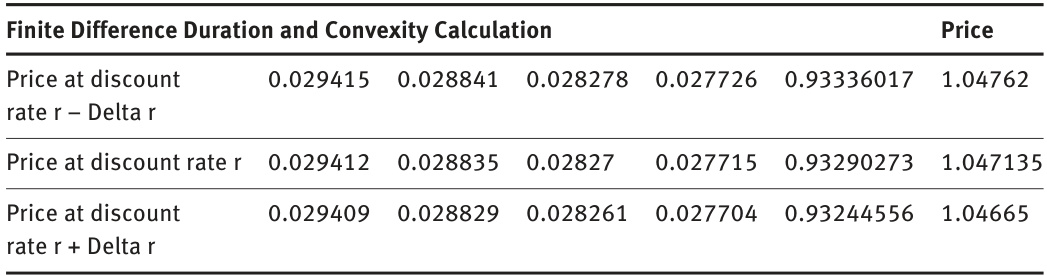 Finite Difference Duration and Convexity Calculation Price
Price at discount 0.029415 0.028841 0.028278 0.027726 0.93336017 1.04762
rate r – Delta r
Price at discount rate r 0.029412 0.028835 0.02827 0.027715 0.93290273 1.047135
Price at discount 0.029409 0.028829 0.028261 0.027704 0.93244556 1.04665
rate r + Delta r